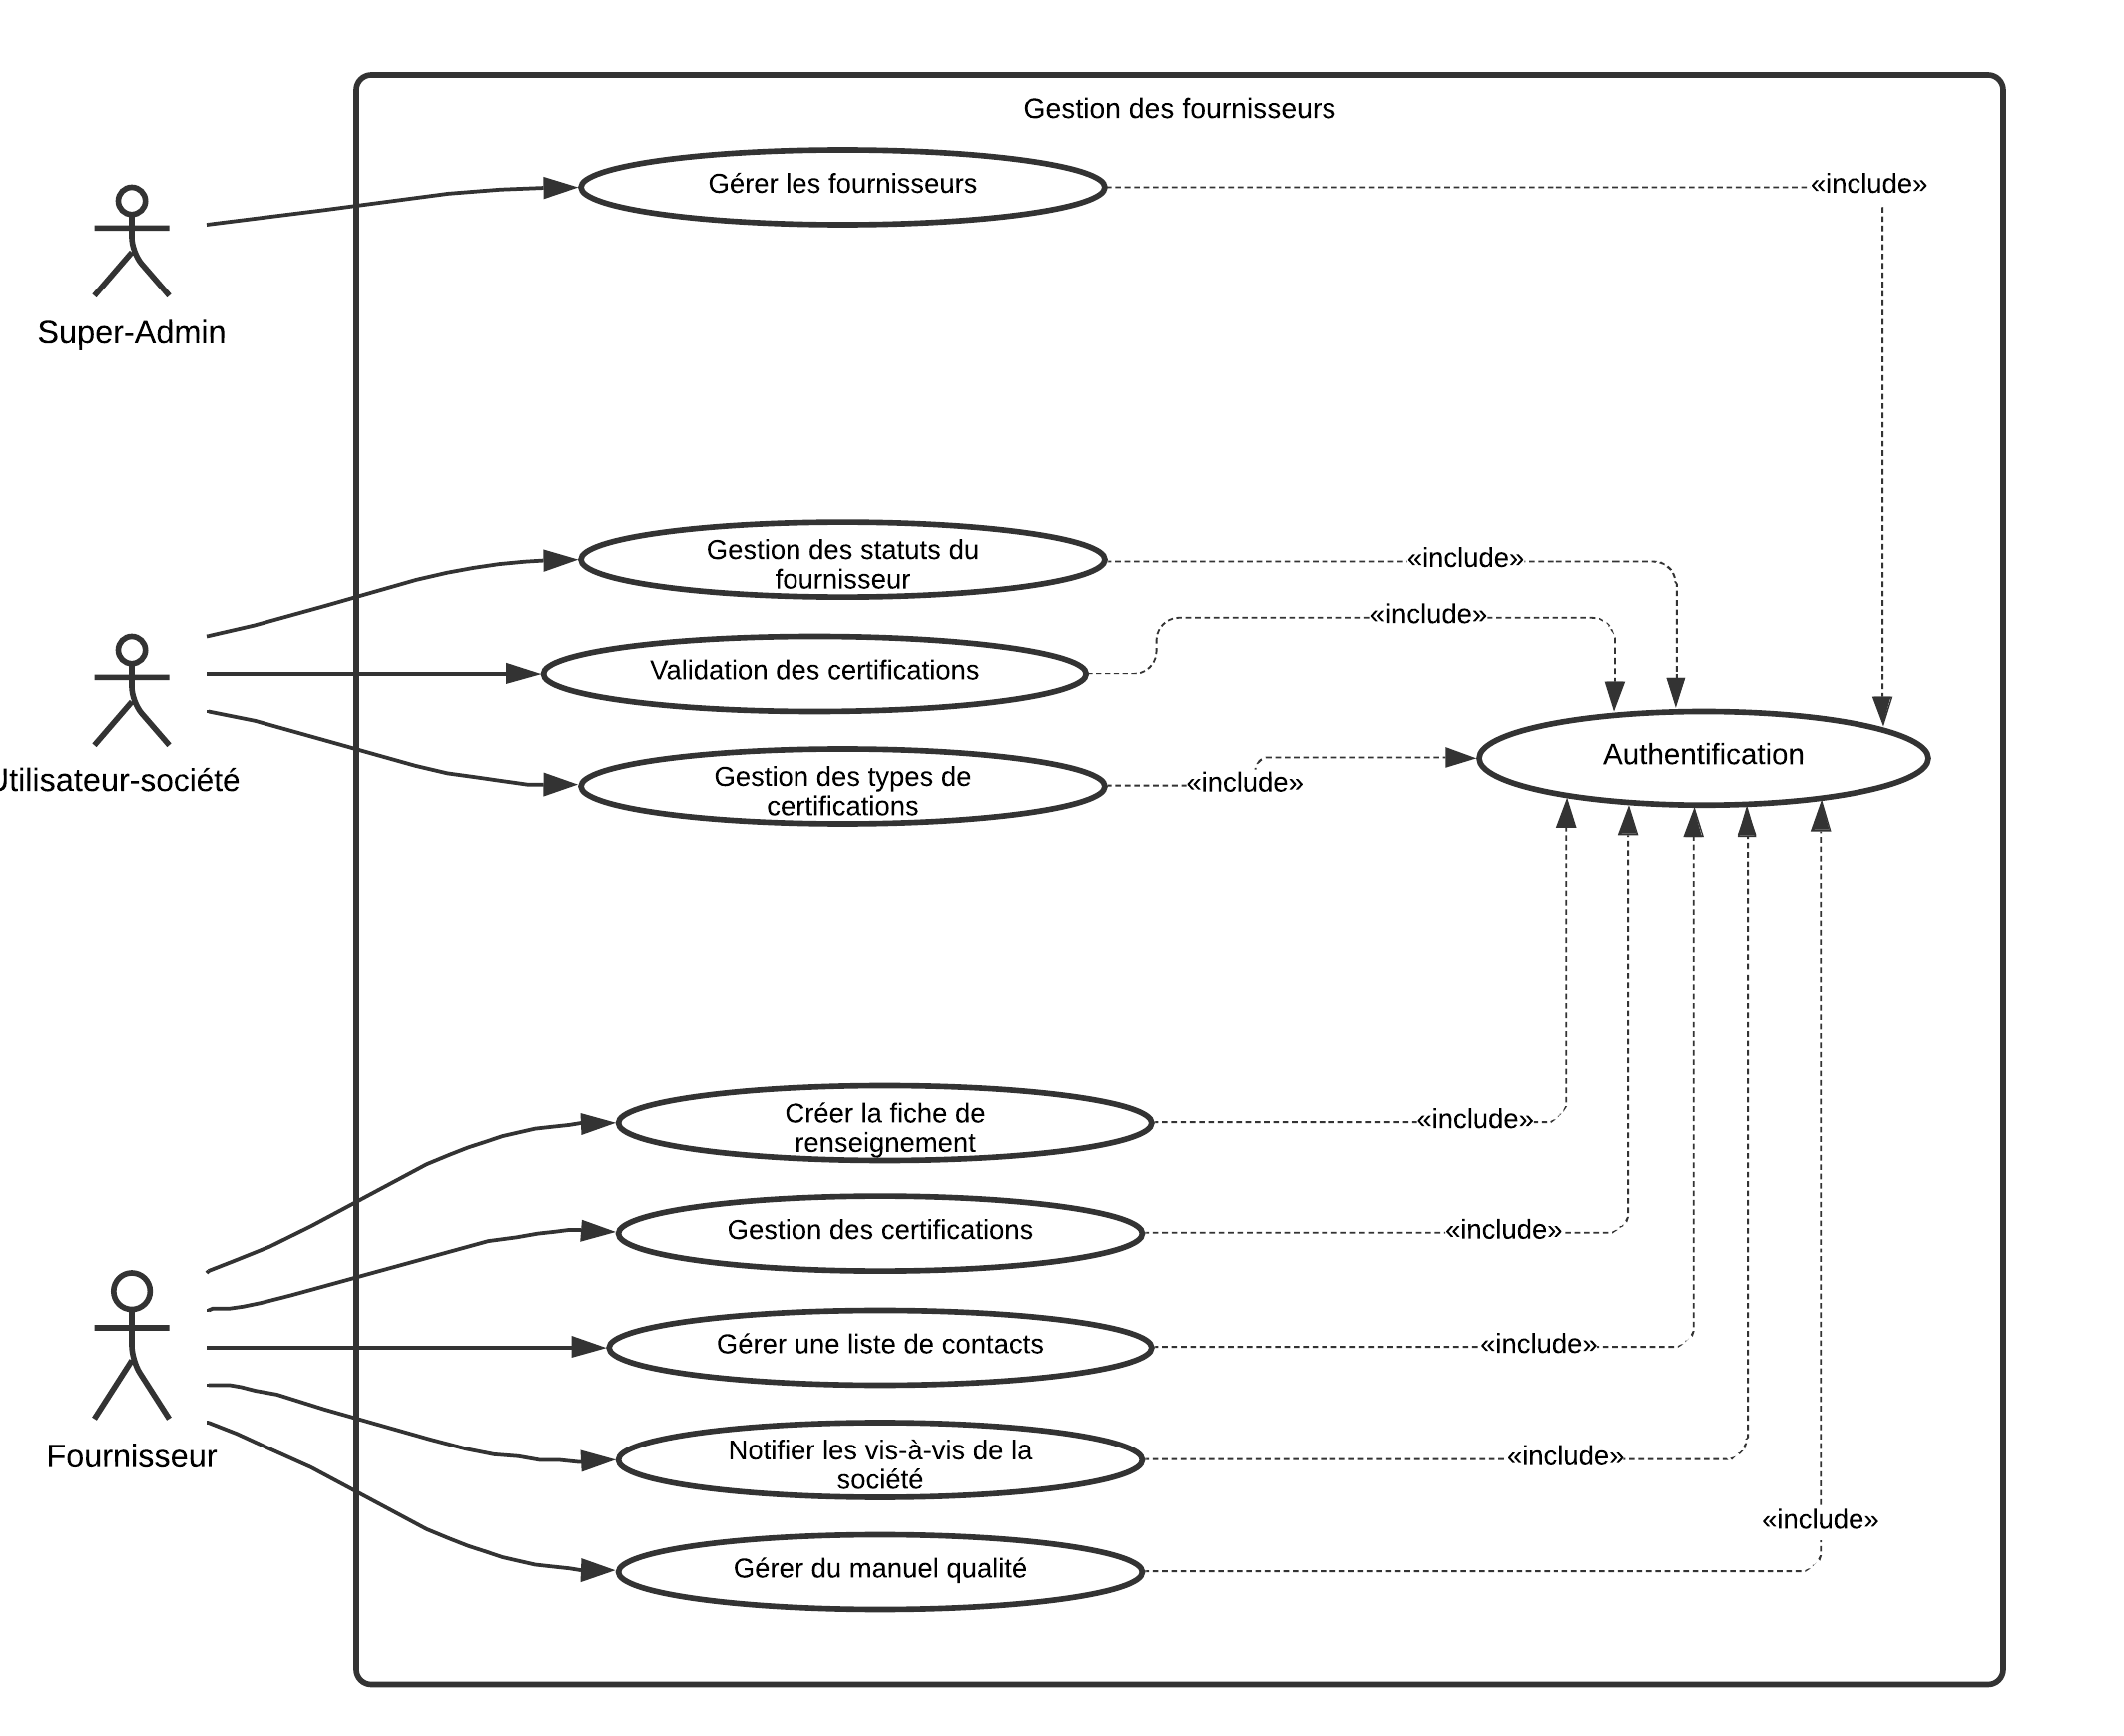 Gestion des fournisseurs
Gérer les fournisseurs
«include»
Super-Admin
Gestion des statuts du
fournisseur
«include»
«include»
Validation des certifications
Utilisateur-société
Gestion des types de
certifications
«include»
Authentification
Créer la fiche de
renseignement
«include»
Gestion des certifications
«include»
Gérer une liste de contacts
«include»
Fournisseur
Notifier les vis-à-vis de la
société
«include»
«include»
Gérer du manuel qualité